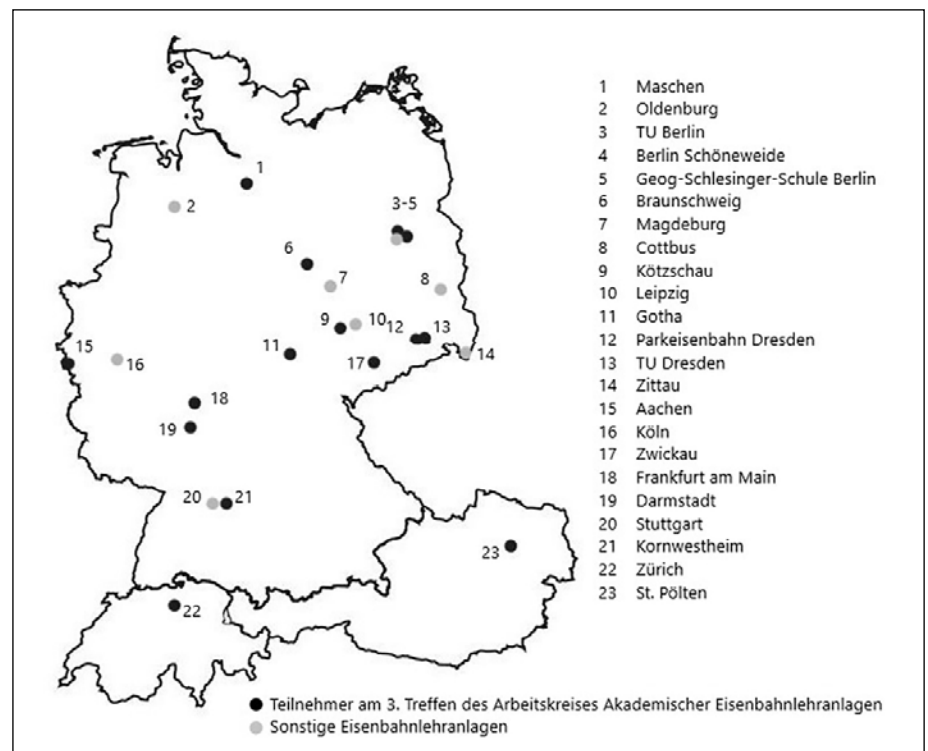 1
2
3-5
6
7
8
9
10
12
13
11
14
15
16
17
18
19
20
21
23
22
1 Maschen
2 Oldenburg
3 TU Berlin
4 Berlin Schöneweide
5 Geog-Schlesinger-Schule Berlin
6 Braunschweig
7 Magdeburg
8 Cottbus
9 Kötzschau
10 Leipzig
11 Gotha
12 Parkeisenbahn Dresden
13 TU Dresden
14 Zittau
15 Aachen
16 Köln
17 Zwickau
18 Frankfurt am Main
19 Darmstadt
20 Stuttgart
21 Kornwestheim
22 Zürich
23 St. Pölten
Teilnehmer am 3. Treffen des Arbeitskreises Akademischer Eisenbahnlehranlagen
Sonstige Eisenbahnlehranlagen